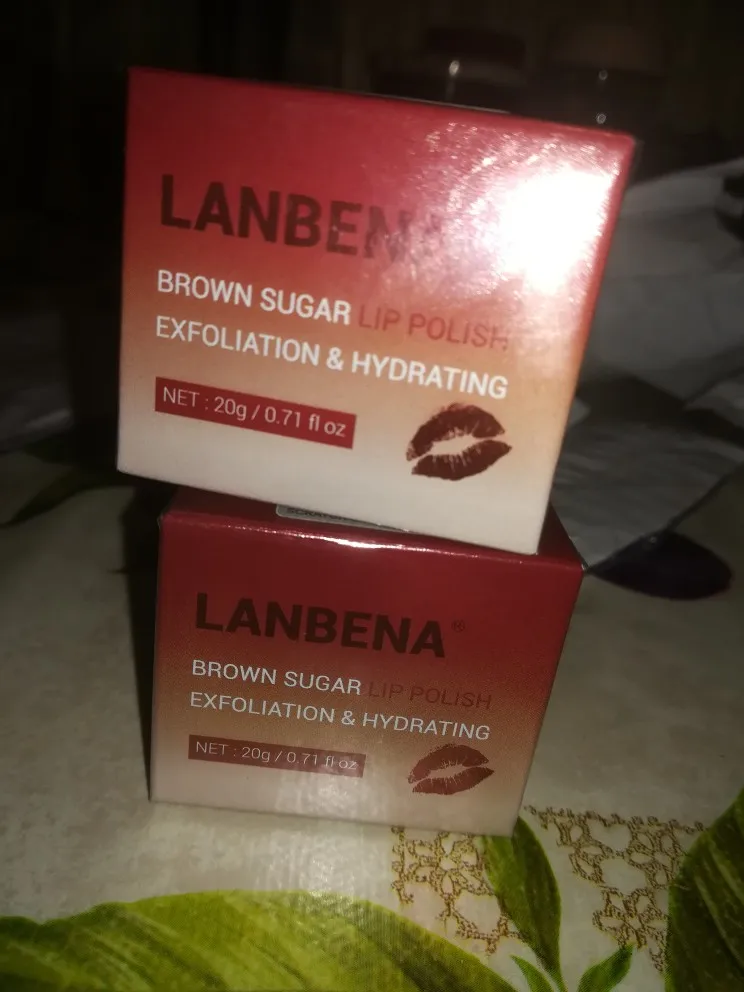 LANBENA
BROWN SUGAR LIP POLISH
EXFOLIATION & HYDRATING
NET : 20g / 0.71 fl oz
LANBENA®
BROWN SUGAR LIP POLISH
EXFOLIATION & HYDRATING
NET : 20g / 0.71 fl oz